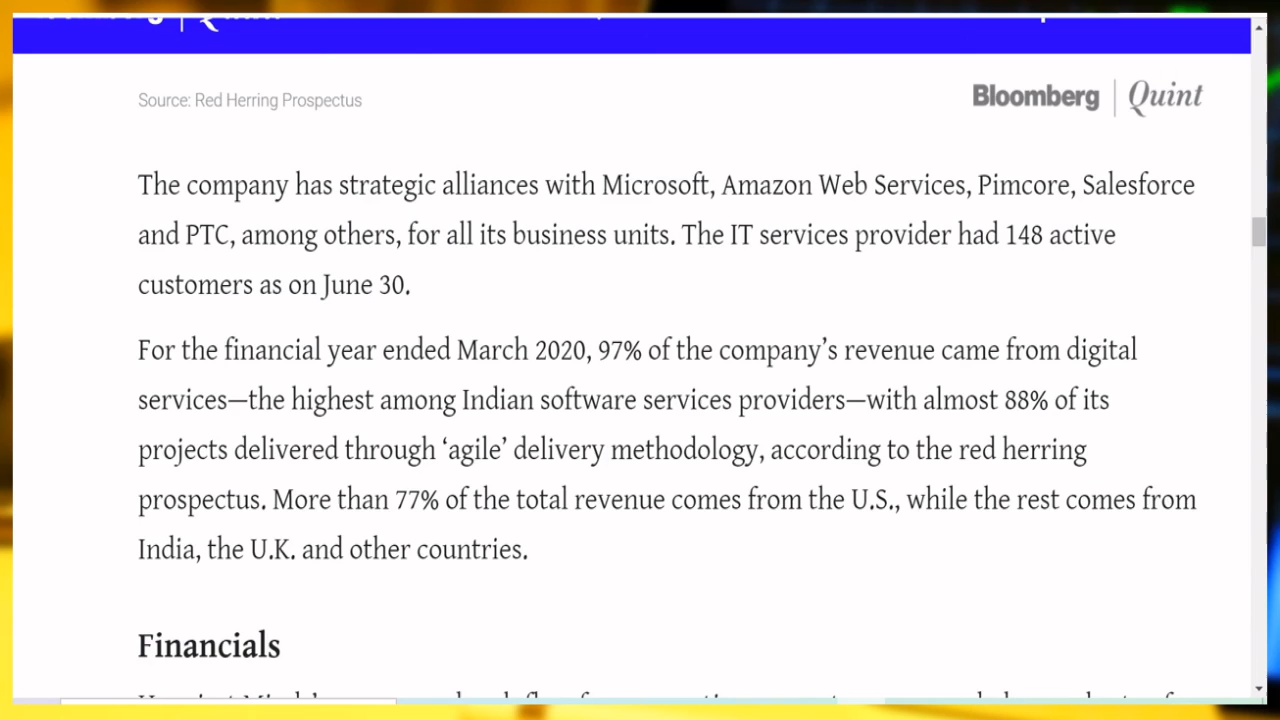 Source: Red Herring Prospectus
Bloomberg | Quint
The company has strategic alliances with Microsoft, Amazon Web Services, Pimcore, Salesforce
and PTC, among others, for all its business units. The IT services provider had 148 active
customers as on June 30.
For the financial year ended March 2020, 97% of the company’s revenue came from digital
services—the highest among Indian software services providers—with almost 88% of its
projects delivered through ‘agile’ delivery methodology, according to the red herring
prospectus. More than 77% of the total revenue comes from the U.S., while the rest comes from
India, the U.K. and other countries.
Financials